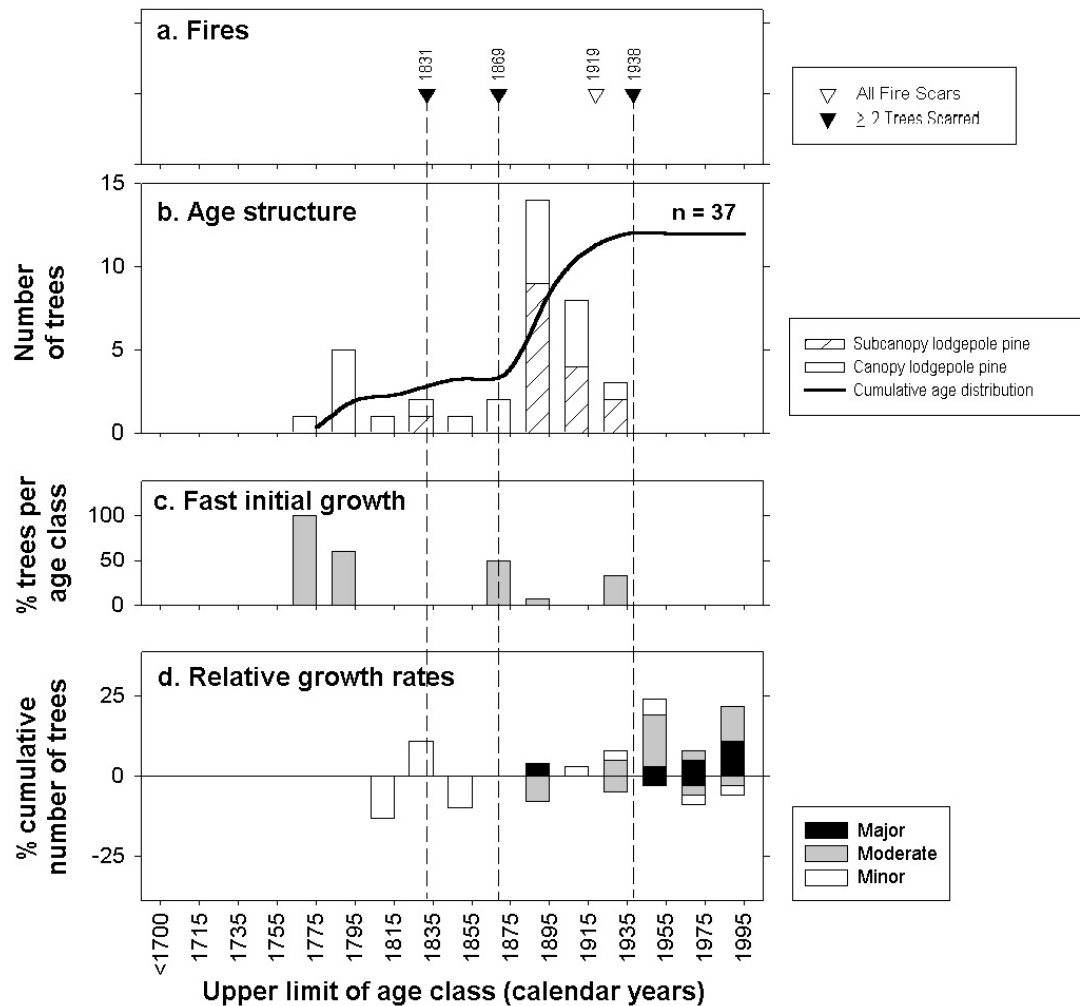 a. Fires
1831
1869
1919
1938
All Fire Scars
≥ 2 Trees Scarred
15
10
5
0
Number
of trees
b. Age structure
n = 37
Subcanopy lodgepole pine
Canopy lodgepole pine
Cumulative age distribution
100
50
0
% trees per
age class
c. Fast initial growth
25
0
-25
% cumulative
number of trees
d. Relative growth rates
Major
Moderate
Minor
<1700
1715
1735
1755
1775
1795
1815
1835
1855
1875
1895
1915
1935
1955
1975
1995
Upper limit of age class (calendar years)